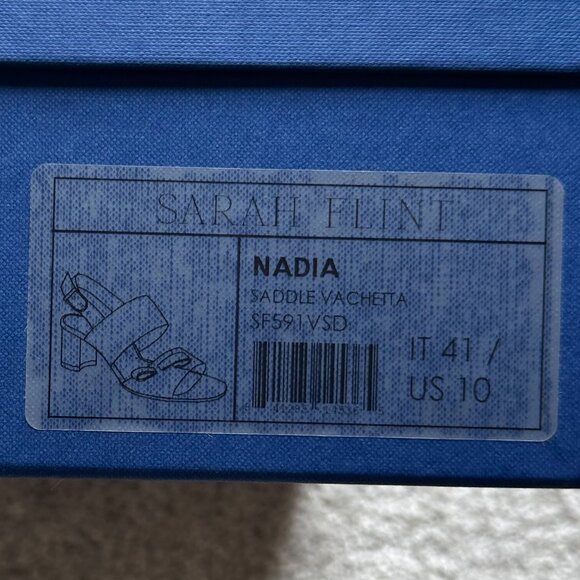 SARAH FLINT
NADIA
SADDLE VACHETTA
SF591VSD
IT 41 /
US 10